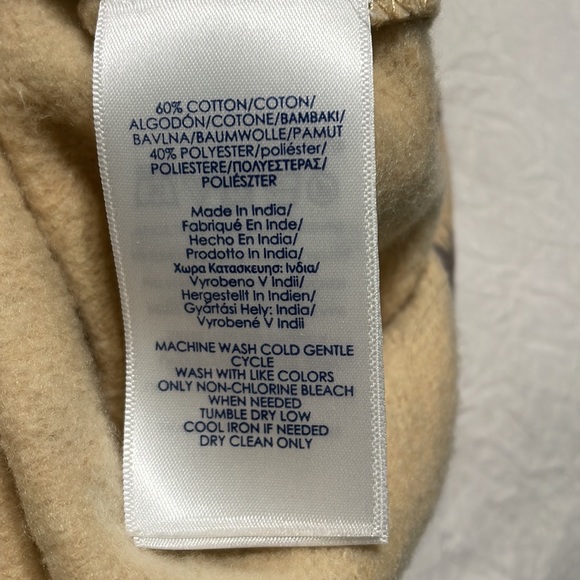 60% COTTON/COTON/
ALGODÓN/COTONE/ΒΑΜΒΑΚΙ/
BAVLNA/BAUMWOLLE/PAMUT
40% POLYESTER/poliéster/
POLIESTERE/ΠΟΛΥΕΣΤΕΡΑΣ/
POLIÉSZTER
Made In India/
Fabriqué En Inde/
Hecho En India/
Prodotto In India/
Χωρα Κατασκευησ: Ινδια/
Vyrobeno V Indii/
Hergestellt In Indien/
Gyártási Hely: India/
Vyrobené V Indii
MACHINE WASH COLD GENTLE
CYCLE
WASH WITH LIKE COLORS
ONLY NON-CHLORINE BLEACH
WHEN NEEDED
TUMBLE DRY LOW
COOL IRON IF NEEDED
DRY CLEAN ONLY